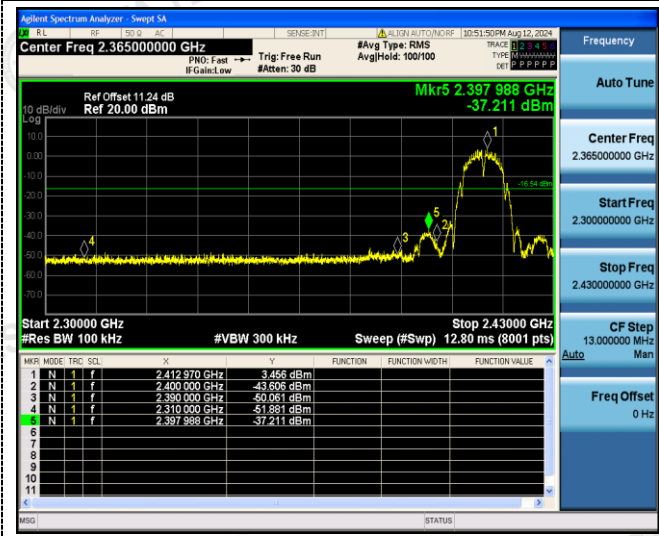 Agilent Spectrum Analyzer - Swept SA
RL RF 50 Ω AC SENSE:INT ALIGN AUTO/NO RF 10:51:50 PM Aug 12, 2024
Center Freq 2.365000000 GHz #Avg Type: RMS TRACE 1 2 3 4 5 6
PNO: Fast Trig: Free Run Avg|Hold: 100/100 TYPE M
IFGain:Low #Atten: 30 dB DET P P P P P P
Mkr5 2.397 988 GHz
-37.211 dBm
Ref Offset 11.24 dB
10 dB/div Ref 20.00 dBm
Log
10.0
0.00
-10.0
-20.0
-30.0
-40.0
-50.0
-60.0
-70.0
-16.54 dBm
1
5
2
3
4
Start 2.30000 GHz Stop 2.43000 GHz
#Res BW 100 kHz #VBW 300 kHz Sweep (#Swp) 12.80 ms (8001 pts)
MKR MODE TRC SCL X Y FUNCTION FUNCTION WIDTH FUNCTION VALUE
1 N 1 f 2.412 970 GHz 3.456 dBm
2 N 1 f 2.400 000 GHz -43.606 dBm
3 N 1 f 2.390 000 GHz -50.061 dBm
4 N 1 f 2.310 000 GHz -51.881 dBm
5 N 1 f 2.397 988 GHz -37.211 dBm
6
7
8
9
10
11
MSG STATUS
Frequency
Auto Tune
Center Freq
2.365000000 GHz
Start Freq
2.300000000 GHz
Stop Freq
2.430000000 GHz
CF Step
13.000000 MHz
Auto Man
Freq Offset
0 Hz